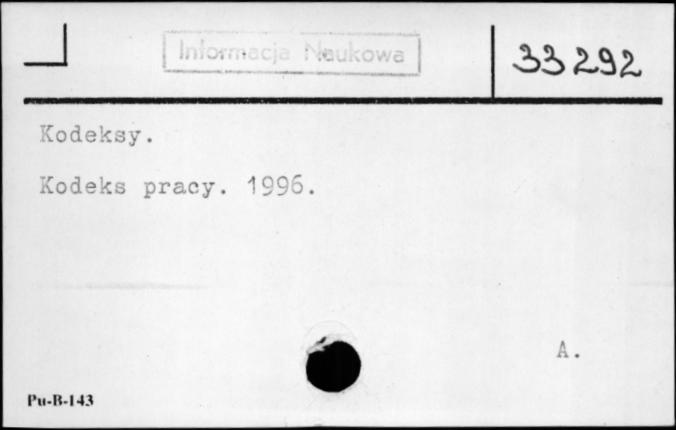 Informacja Naukowa
33292
Kodeksy.
Kodeks pracy. 1996.
A.
Pu-B-143